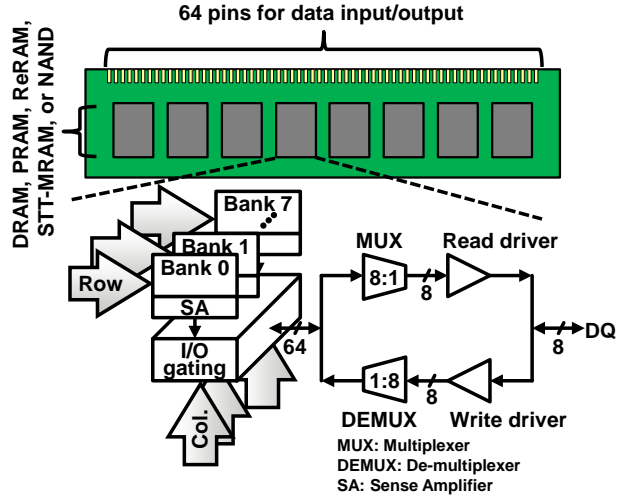 64 pins for data input/output
DRAM, PRAM, ReRAM,
STT-MRAM, or NAND
Bank 7
Bank 1
Bank 0
Row
SA
I/O
gating
Col.
64
MUX
8:1
8
Read driver
DQ
8
1:8
8
DEMUX
Write driver
MUX: Multiplexer
DEMUX: De-multiplexer
SA: Sense Amplifier